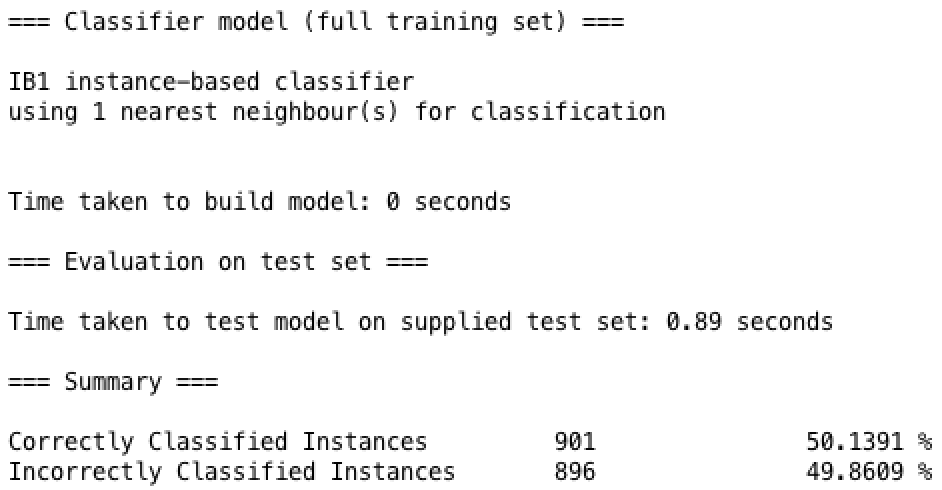 === Classifier model (full training set) ===
IB1 instance-based classifier
using 1 nearest neighbour(s) for classification
Time taken to build model: 0 seconds
=== Evaluation on test set ===
Time taken to test model on supplied test set: 0.89 seconds
=== Summary ===
Correctly Classified Instances 901 50.1391 %
Incorrectly Classified Instances 896 49.8609 %